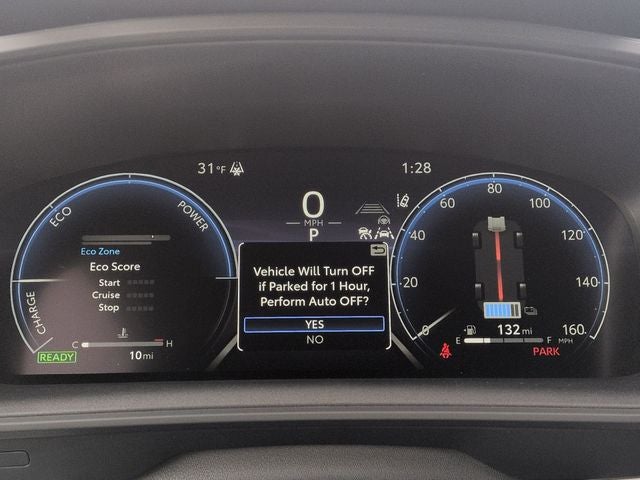 31°F
1:28
0
MPH
P
ECO
POWER
CHARGE
Eco Zone
Eco Score
Start
Cruise
Stop
C H
READY
10 mi
Vehicle Will Turn OFF
if Parked for 1 Hour,
Perform Auto OFF?
YES
NO
0
20
40
60
80
100
120
140
160 MPH
132 mi
E F
PARK